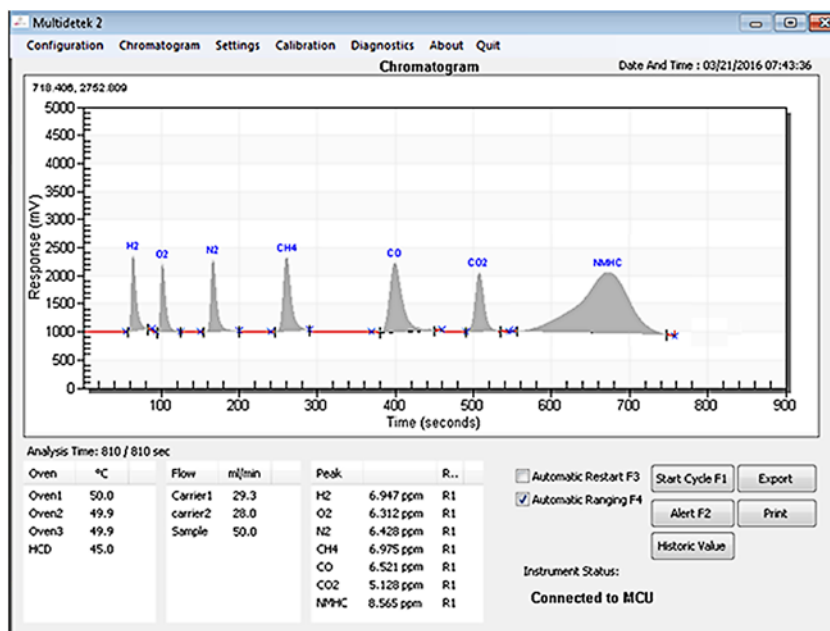 Multidetek 2
Configuration Chromatogram Settings Calibration Diagnostics About Quit
Chromatogram Date And Time : 03/21/2016 07:43:36
718.406, 2752.809
Response (mV)
5000
4500
4000
3500
3000
2500
2000
1500
1000
500
0
H2 O2 N2 CH4 CO CO2 NMHC
100 200 300 400 500 600 700 800 900
Time (seconds)
Analysis Time: 810 / 810 sec
Oven °C
Oven1 50.0
Oven2 49.9
Oven3 49.9
HCD 45.0
Flow ml/min
Carrier1 29.3
carrier2 28.0
Sample 50.0
Peak R..
H2 6.947 ppm R1
O2 6.312 ppm R1
N2 6.428 ppm R1
CH4 6.975 ppm R1
CO 6.521 ppm R1
CO2 5.128 ppm R1
NMHC 8.565 ppm R1
Automatic Restart F3
Automatic Ranging F4
Start Cycle F1 Export
Alert F2 Print
Historic Value
Instrument Status:
Connected to MCU